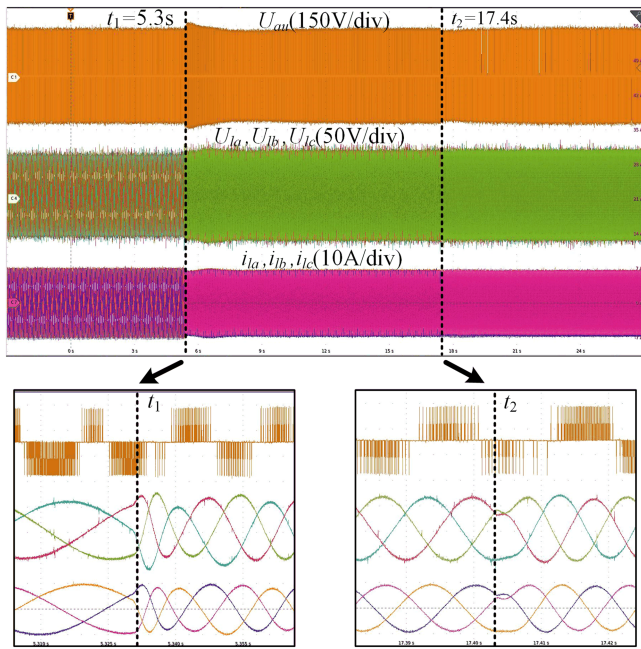 t1=5.3s
Uau(150V/div)
t2=17.4s
Ula, Ulb, Ulc(50V/div)
ila, ilb, ilc(10A/div)
0 s 3 s 6 s 9 s 12 s 15 s 18 s 21 s 24 s
t1
t2
5.310 s 5.325 s 5.340 s 5.355 s
17.39 s 17.40 s 17.41 s 17.42 s